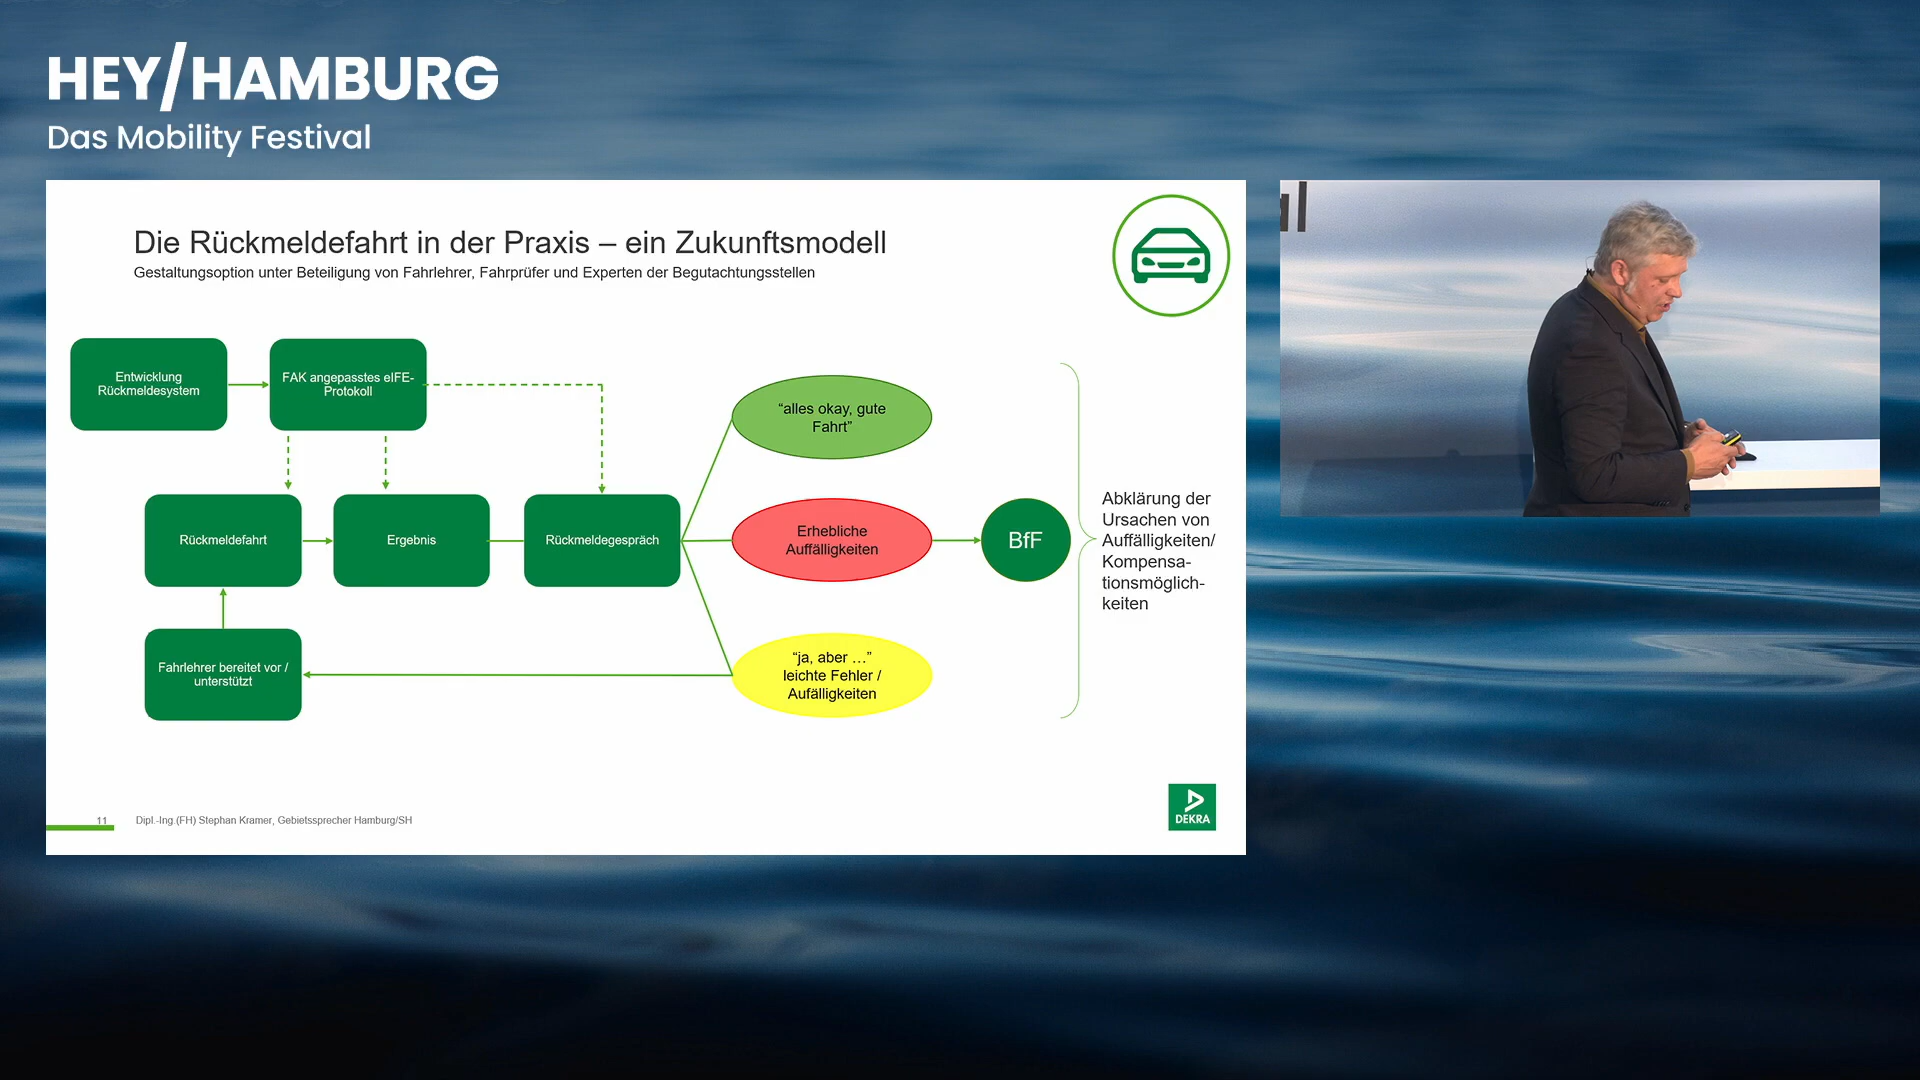 HEY/HAMBURG
Das Mobility Festival
Die Rückmeldefahrt in der Praxis – ein Zukunftsmodell
Gestaltungsoption unter Beteiligung von Fahrlehrer, Fahrprüfer und Experten der Begutachtungsstellen
Entwicklung
Rückmeldesystem
FAK angepasstes eIFE-
Protokoll
“alles okay, gute
Fahrt”
Rückmeldefahrt
Ergebnis
Rückmeldegespräch
Erhebliche
Auffälligkeiten
BfF
Abklärung der
Ursachen von
Auffälligkeiten/
Kompensa-
tionsmöglich-
keiten
Fahrlehrer bereitet vor /
unterstützt
“ja, aber …”
leichte Fehler /
Aufälligkeiten
11
Dipl.-Ing.(FH) Stephan Kramer, Gebietssprecher Hamburg/SH
DEKRA